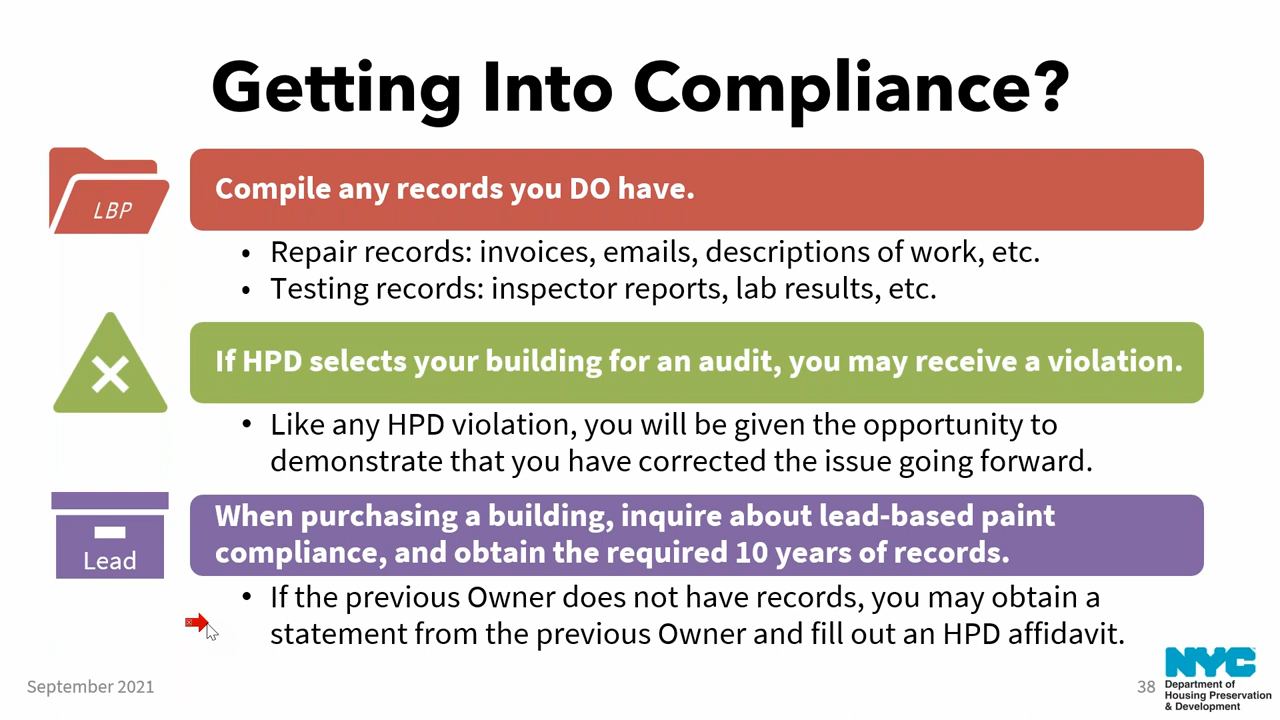 Getting Into Compliance?
LBP
Compile any records you DO have.
• Repair records: invoices, emails, descriptions of work, etc.
• Testing records: inspector reports, lab results, etc.
If HPD selects your building for an audit, you may receive a violation.
• Like any HPD violation, you will be given the opportunity to
demonstrate that you have corrected the issue going forward.
Lead
When purchasing a building, inquire about lead-based paint
compliance, and obtain the required 10 years of records.
• If the previous Owner does not have records, you may obtain a
statement from the previous Owner and fill out an HPD affidavit.
September 2021
38
NYC
Department of
Housing Preservation
& Development